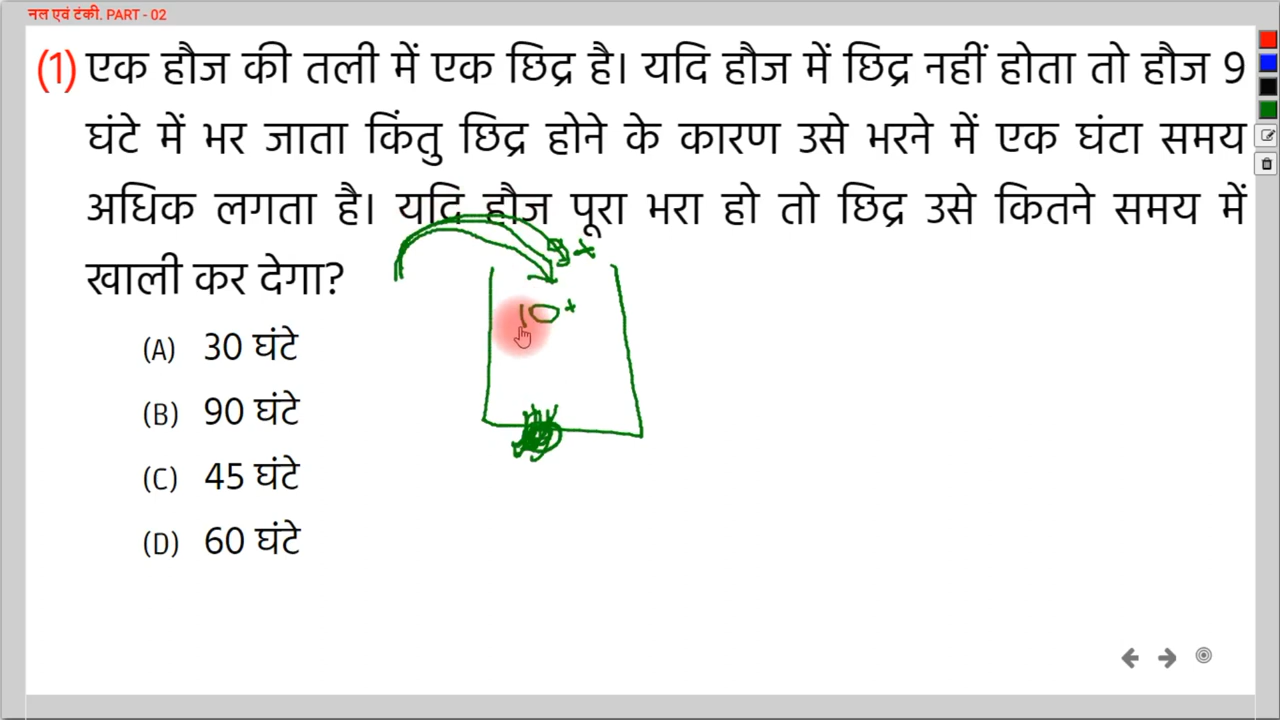 नल एवं टंकी. PART - 02
(1) एक हौज की तली में एक छिद्र है। यदि हौज में छिद्र नहीं होता तो हौज 9
घंटे में भर जाता किंतु छिद्र होने के कारण उसे भरने में एक घंटा समय
अधिक लगता है। यदि हौज पूरा भरा हो तो छिद्र उसे कितने समय में
खाली कर देगा?
10+
(A) 30 घंटे
(B) 90 घंटे
(C) 45 घंटे
(D) 60 घंटे